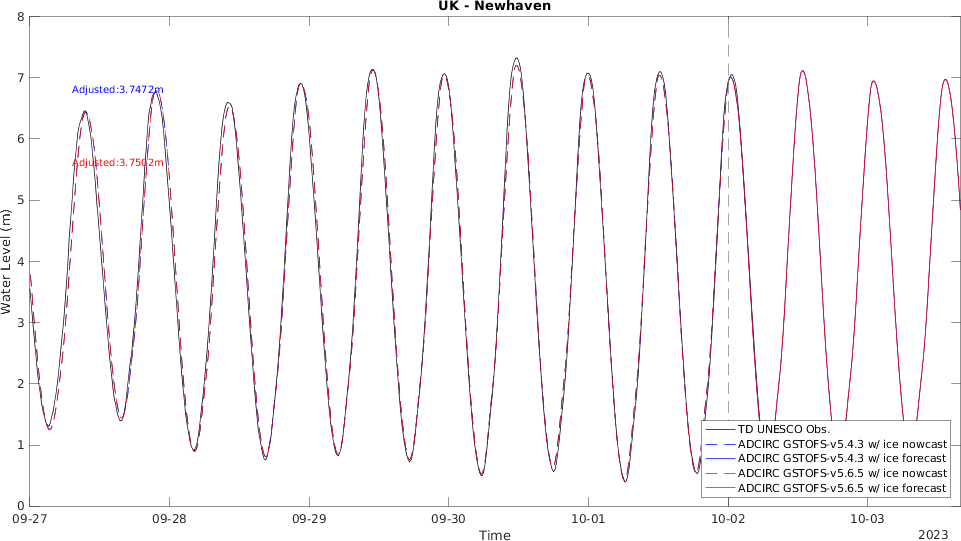 UK - Newhaven
8
7
6
5
4
3
2
1
0
Water Level (m)
Adjusted:3.7472m
Adjusted:3.7502m
TD UNESCO Obs.
ADCIRC GSTOFS-v5.4.3 w/ ice nowcast
ADCIRC GSTOFS-v5.4.3 w/ ice forecast
ADCIRC GSTOFS-v5.6.5 w/ ice nowcast
ADCIRC GSTOFS-v5.6.5 w/ ice forecast
09-27 09-28 09-29 09-30 10-01 10-02 10-03
Time
2023